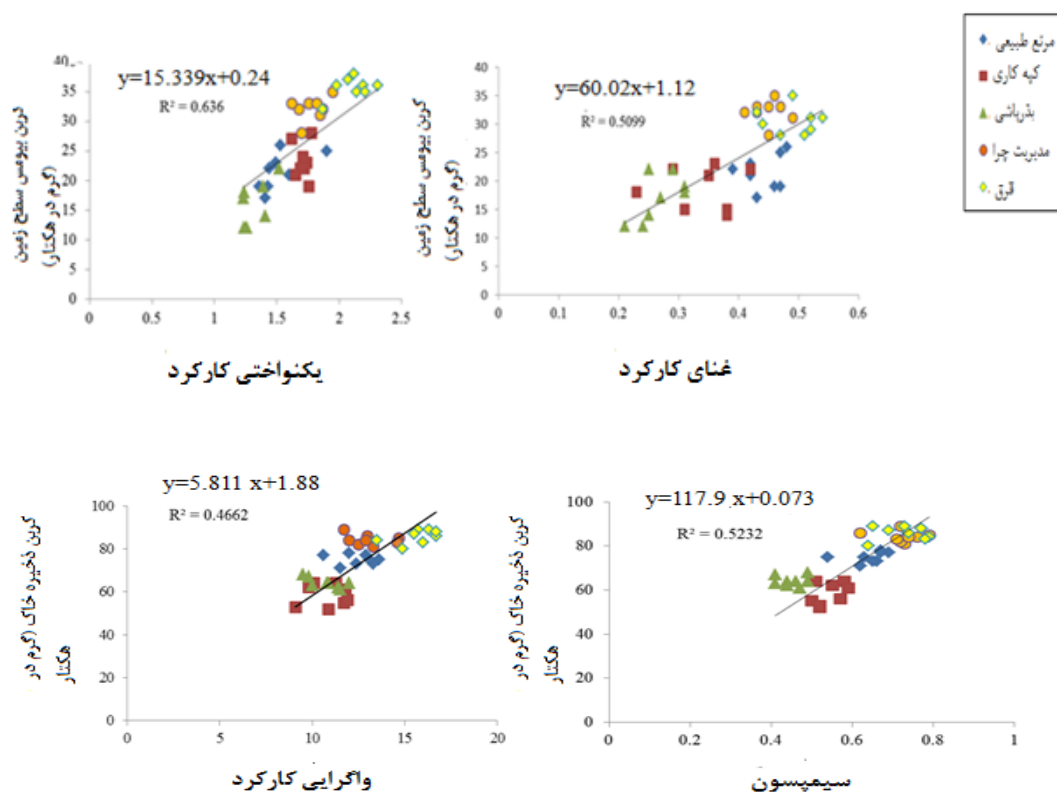 مرتع طبیعی
کپه کاری
بذرپاشی
مدیریت چرا
قرق
y=15.339x+0.24
R² = 0.636
40
35
30
25
20
15
10
5
0
0 0.5 1 1.5 2 2.5
کربن بیومس سطح زمین
(گرم در هکتار)
یکنواختی کارکرد
y=60.02x+1.12
R² = 0.5099
40
35
30
25
20
15
10
5
0
0 0.1 0.2 0.3 0.4 0.5 0.6
کربن بیومس سطح زمین
(گرم در هکتار)
غنای کارکرد
y=5.811 x+1.88
R² = 0.4662
100
80
60
40
20
0
0 5 10 15 20
کربن ذخیره خاک (گرم در
هکتار
واگرایی کارکرد
y=117.9 x+0.073
R² = 0.5232
100
80
60
40
20
0
0 0.2 0.4 0.6 0.8 1
کربن ذخیره خاک (گرم در
هکتار
سیمپسون